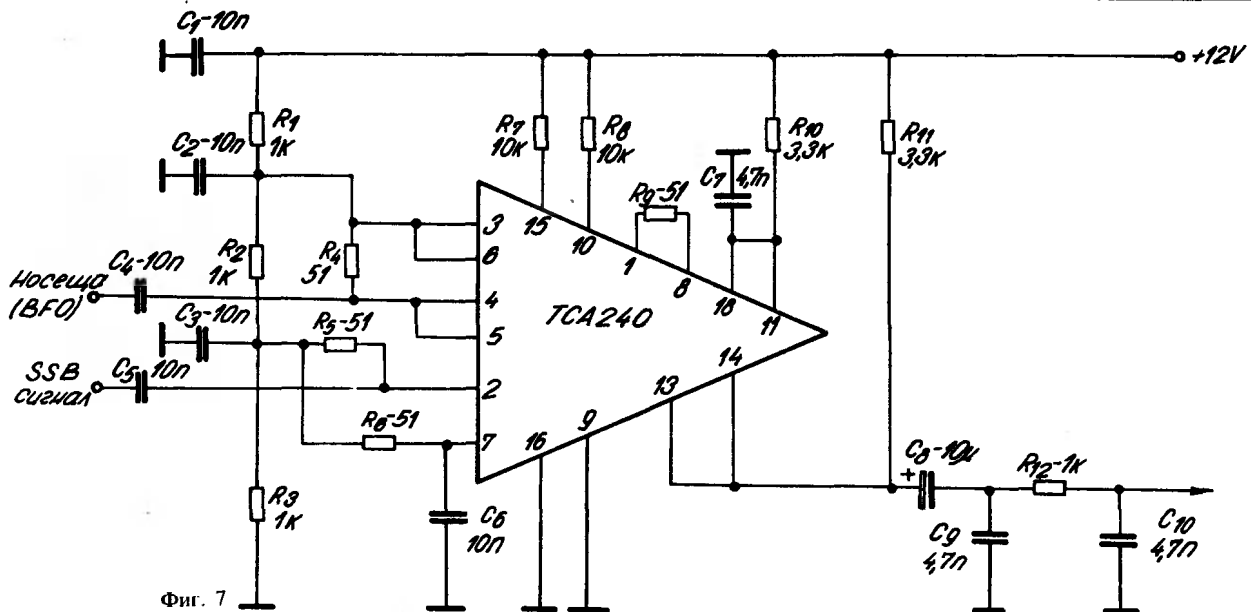 C1-10n
+12V
R1
1K
R7
10K
R8
10K
R10
3,3K
R11
3,3K
C2-10n
C7
4,7n
R9-51
3
15
10
1
8
6
R2
1K
R4
51
C4-10n
Носеща
(BFO)
4
18
11
TCA240
5
C3-10n
R5-51
14
SSB
сигнал
C5
10n
2
13
R6-51
7
16
9
C8-10μ
+
R12-1K
R3
1K
C6
10n
C9
4,7n
C10
4,7n
Фиг. 7